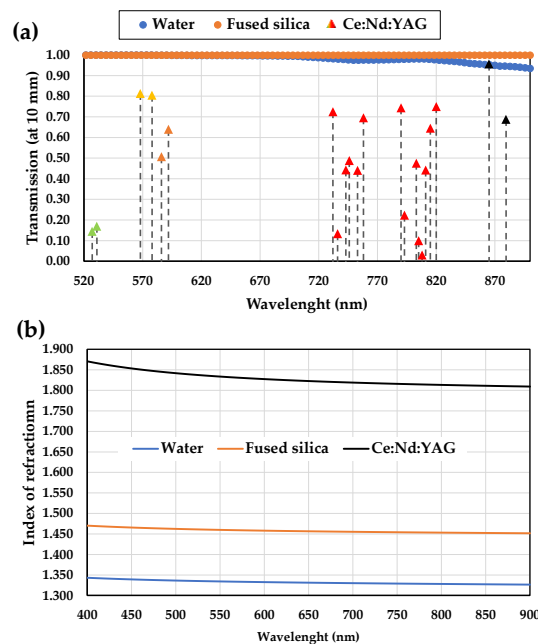 (a)
Water Fused silica Ce:Nd:YAG
Transmission (at 10 mm)
1.00
0.90
0.80
0.70
0.60
0.50
0.40
0.30
0.20
0.10
0.00
520 570 620 670 720 770 820 870
Wavelenght (nm)
(b)
Index of refractiomn
1.900
1.850
1.800
1.750
1.700
1.650
1.600
1.550
1.500
1.450
1.400
1.350
1.300
Water Fused silica Ce:Nd:YAG
400 450 500 550 600 650 700 750 800 850 900
Wavelenght (nm)